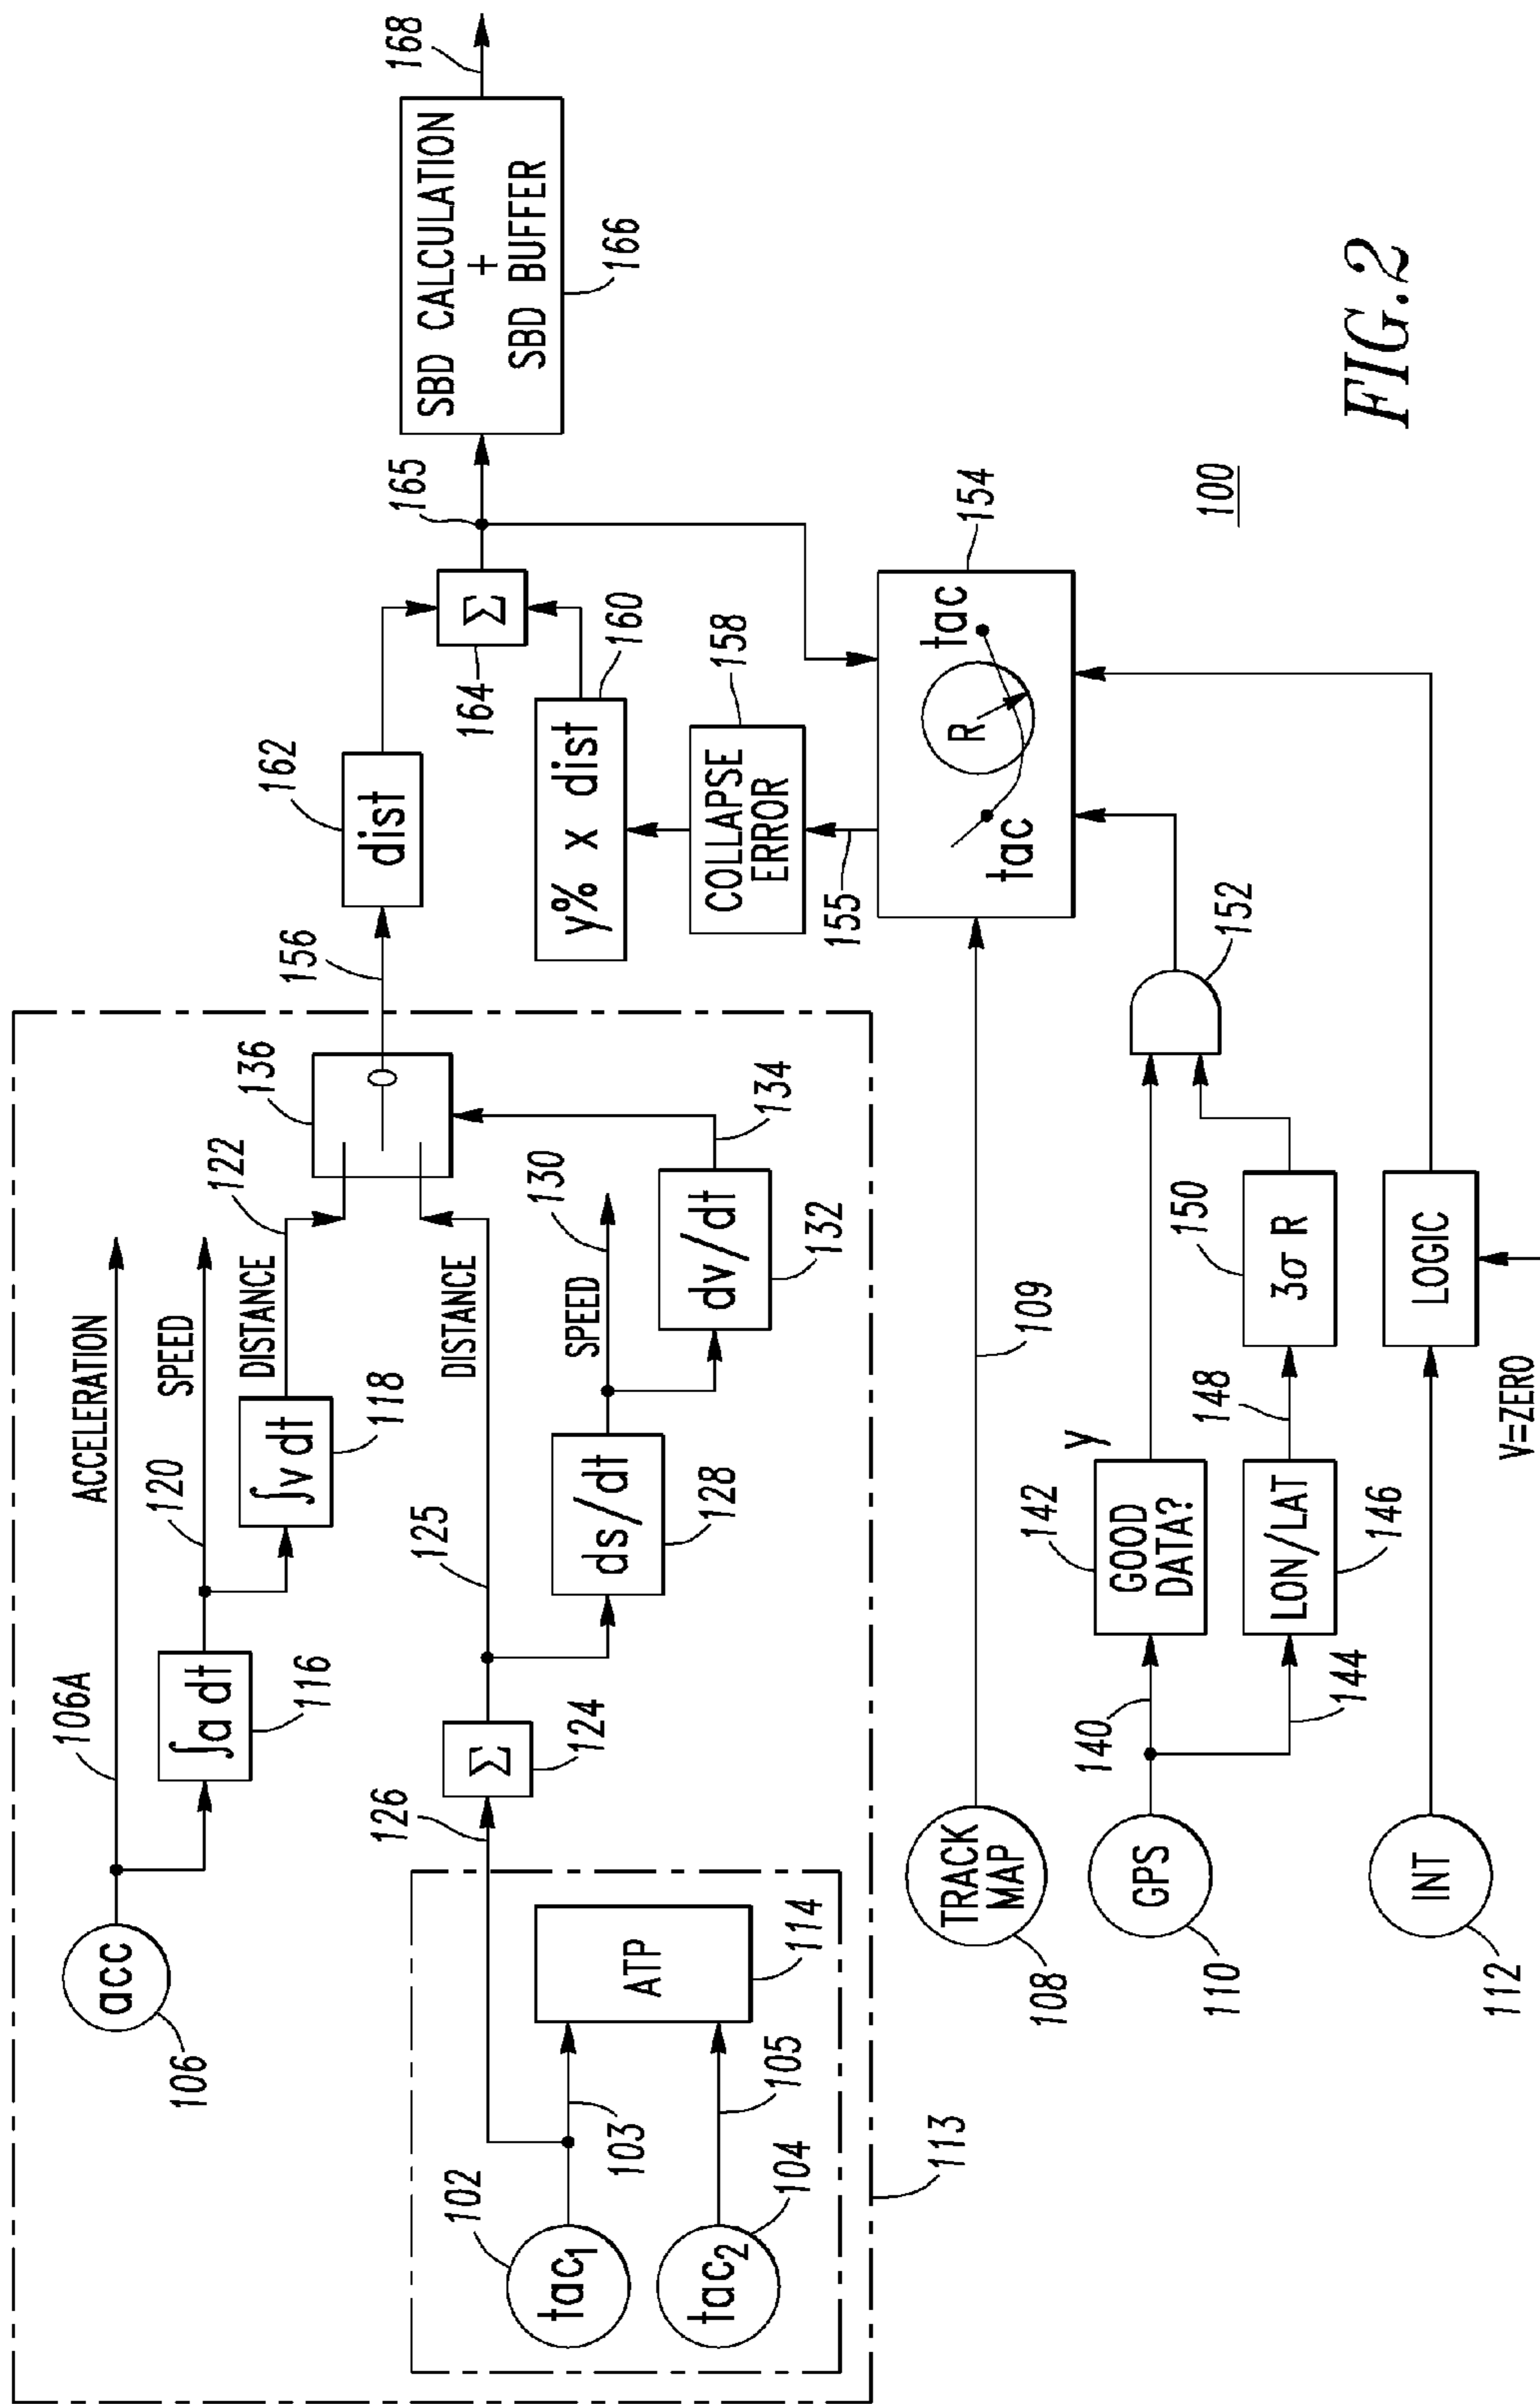 106
acc
106A
ACCELERATION
∫a dt
116
120
SPEED
∫v dt
118
DISTANCE
122
136
156
162
dist
102
tac1
103
tac2
104
105
ATP
114
126
Σ
124
125
DISTANCE
ds/dt
128
SPEED
130
dv/dt
132
134
113
164
Σ
165
SBD CALCULATION
+
SBD BUFFER
166
168
y% x dist
160
COLLAPSE
ERROR
158
155
154
tac
R
tac
TRACK
MAP
108
109
GPS
110
140
GOOD
DATA?
142
y
144
LON/LAT
146
148
3σ R
150
152
INT
112
LOGIC
V=ZERO
100
FIG.2